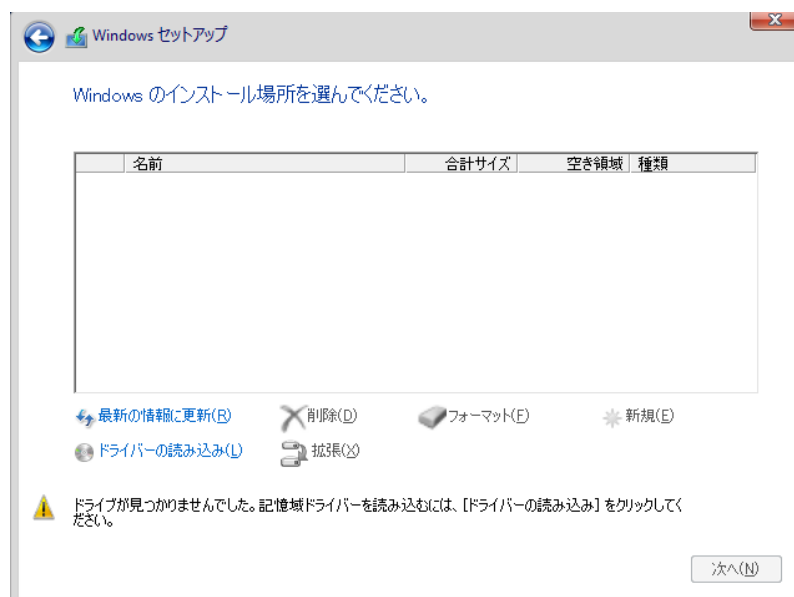 Windows セットアップ
Windows のインストール場所を選んでください。
名前 合計サイズ 空き領域 種類
最新の情報に更新(R) 削除(D) フォーマット(F) 新規(E)
ドライバーの読み込み(L) 拡張(X)
ドライブが見つかりませんでした。記憶域ドライバーを読み込むには、[ドライバーの読み込み] をクリックしてく
ださい。
次へ(N)